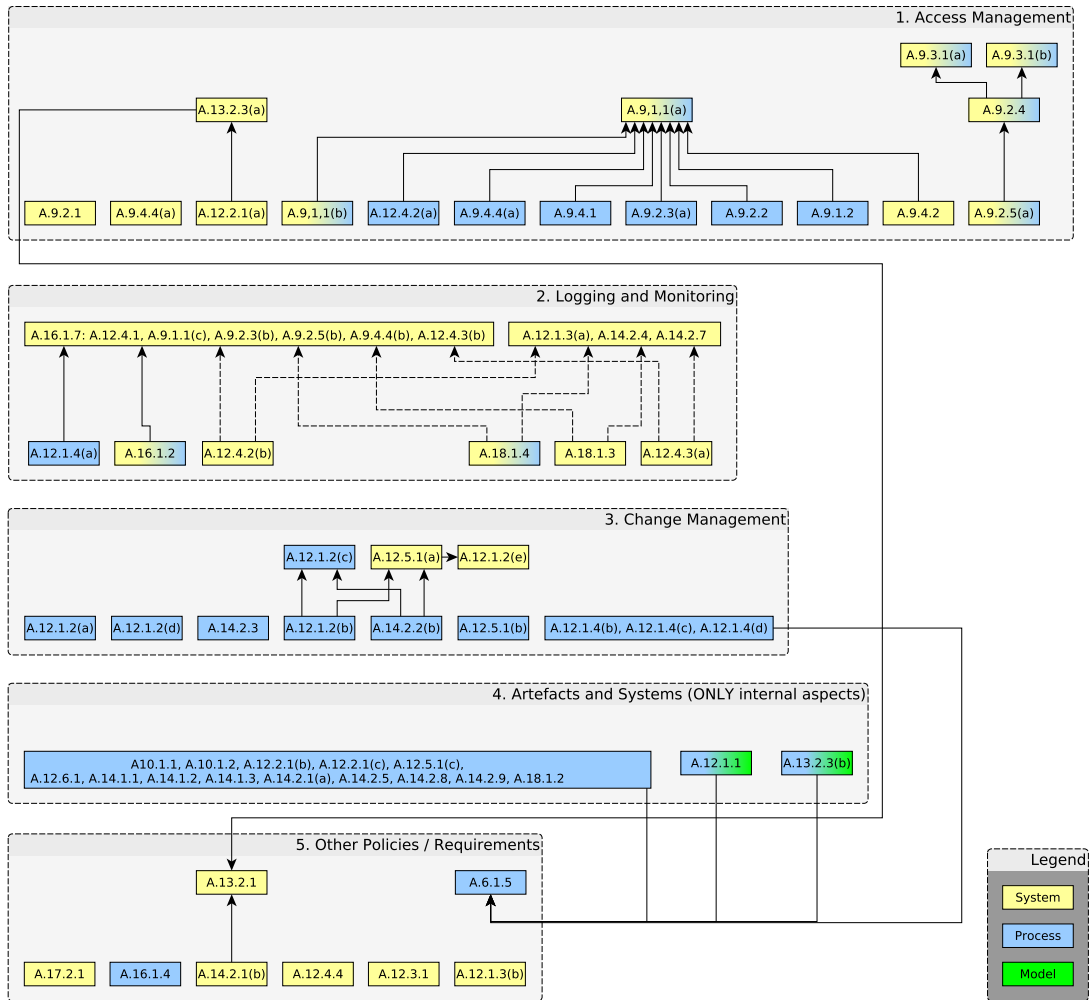 1. Access Management
A.9.3.1(a)
A.9.3.1(b)
A.13.2.3(a)
A.9,1,1(a)
A.9.2.4
A.9.2.1
A.9.4.4(a)
A.12.2.1(a)
A.9,1,1(b)
A.12.4.2(a)
A.9.4.4(a)
A.9.4.1
A.9.2.3(a)
A.9.2.2
A.9.1.2
A.9.4.2
A.9.2.5(a)
2. Logging and Monitoring
A.16.1.7: A.12.4.1, A.9.1.1(c), A.9.2.3(b), A.9.2.5(b), A.9.4.4(b), A.12.4.3(b)
A.12.1.3(a), A.14.2.4, A.14.2.7
A.12.1.4(a)
A.16.1.2
A.12.4.2(b)
A.18.1.4
A.18.1.3
A.12.4.3(a)
3. Change Management
A.12.1.2(c)
A.12.5.1(a)
A.12.1.2(e)
A.12.1.2(a)
A.12.1.2(d)
A.14.2.3
A.12.1.2(b)
A.14.2.2(b)
A.12.5.1(b)
A.12.1.4(b), A.12.1.4(c), A.12.1.4(d)
4. Artefacts and Systems (ONLY internal aspects)
A10.1.1, A.10.1.2, A.12.2.1(b), A.12.2.1(c), A.12.5.1(c),
A.12.6.1, A.14.1.1, A.14.1.2, A.14.1.3, A.14.2.1(a), A.14.2.5, A.14.2.8, A.14.2.9, A.18.1.2
A.12.1.1
A.13.2.3(b)
5. Other Policies / Requirements
A.13.2.1
A.6.1.5
A.17.2.1
A.16.1.4
A.14.2.1(b)
A.12.4.4
A.12.3.1
A.12.1.3(b)
Legend
System
Process
Model